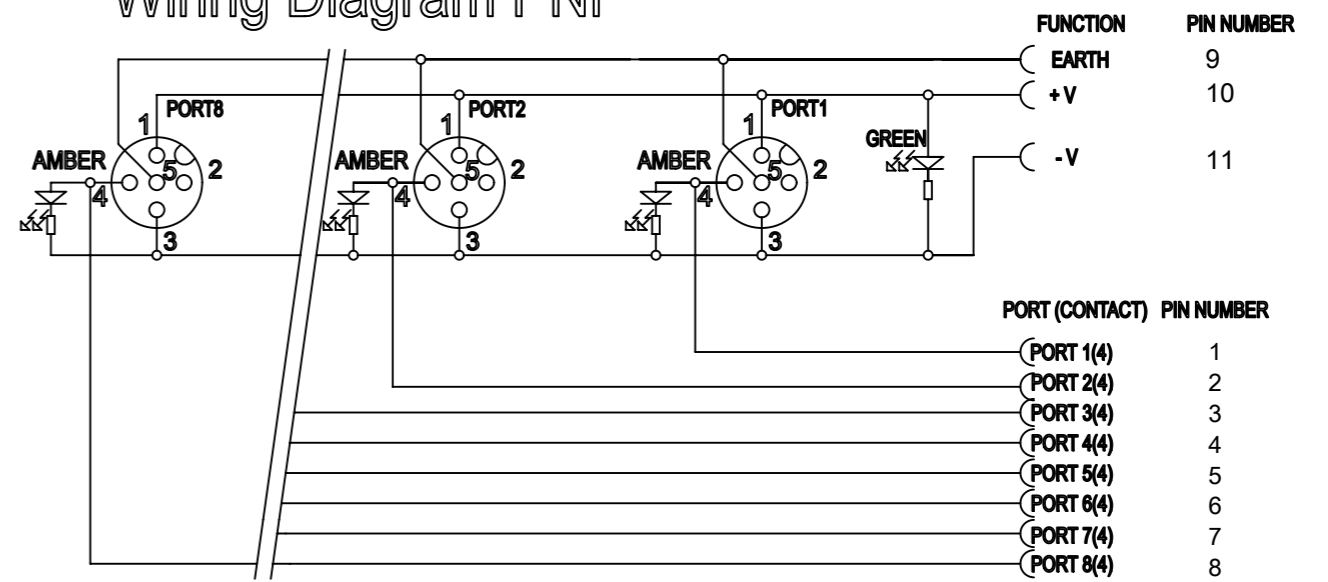 Wiring Diagram PNP
FUNCTION PIN NUMBER
EARTH 9
+V 10
-V 11
PORT8 PORT2 PORT1
1 1 1
GREEN
AMBER 5 2 AMBER 5 2 AMBER 5 2
4 4 4
3 3 3
PORT (CONTACT) PIN NUMBER
PORT 1(4) 1
PORT 2(4) 2
PORT 3(4) 3
PORT 4(4) 4
PORT 5(4) 5
PORT 6(4) 6
PORT 7(4) 7
PORT 8(4) 8